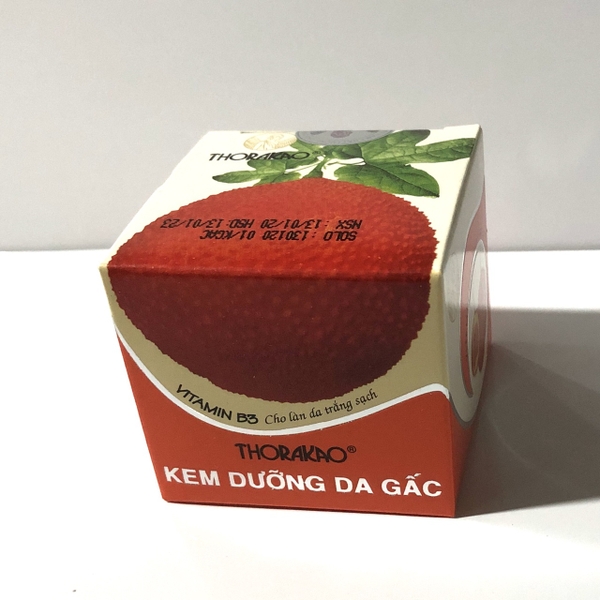 THORAKAO®
SOLO : 130120 01/KGAC
NSX : 13/01/20 HSD: 13/01/23
VITAMIN B3 Cho làn da trắng sạch
THORAKAO®
KEM DƯỠNG DA GẤC